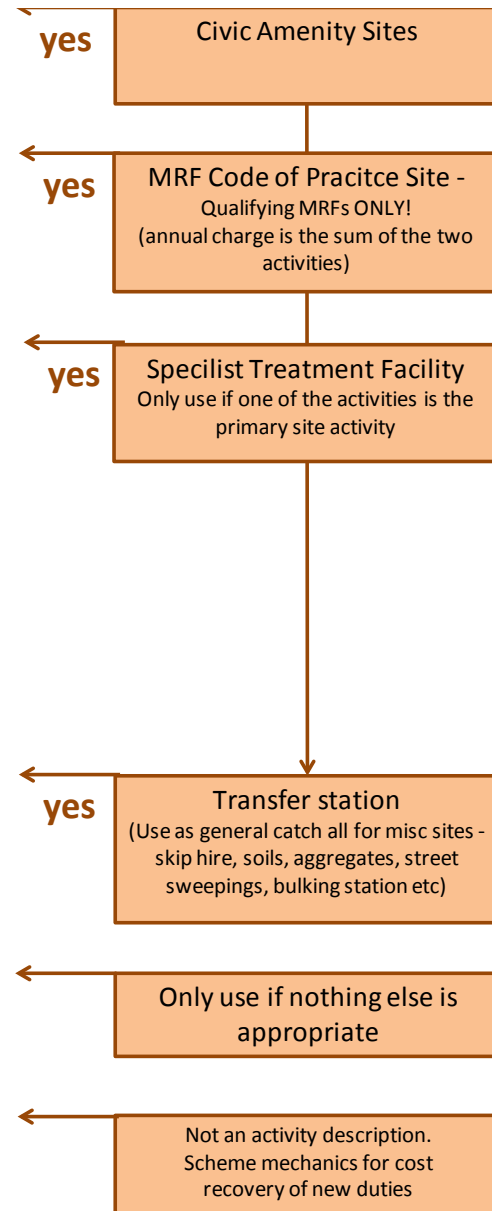 yes
Civic Amenity Sites
yes
MRF Code of Pracitce Site -
Qualifying MRFs ONLY!
(annual charge is the sum of the two
activities)
yes
Specilist Treatment Facility
Only use if one of the activities is the
primary site activity
yes
Transfer station
(Use as general catch all for misc sites -
skip hire, soils, aggregates, street
sweepings, bulking station etc)
Only use if nothing else is
appropriate
Not an activity description.
Scheme mechanics for cost
recovery of new duties